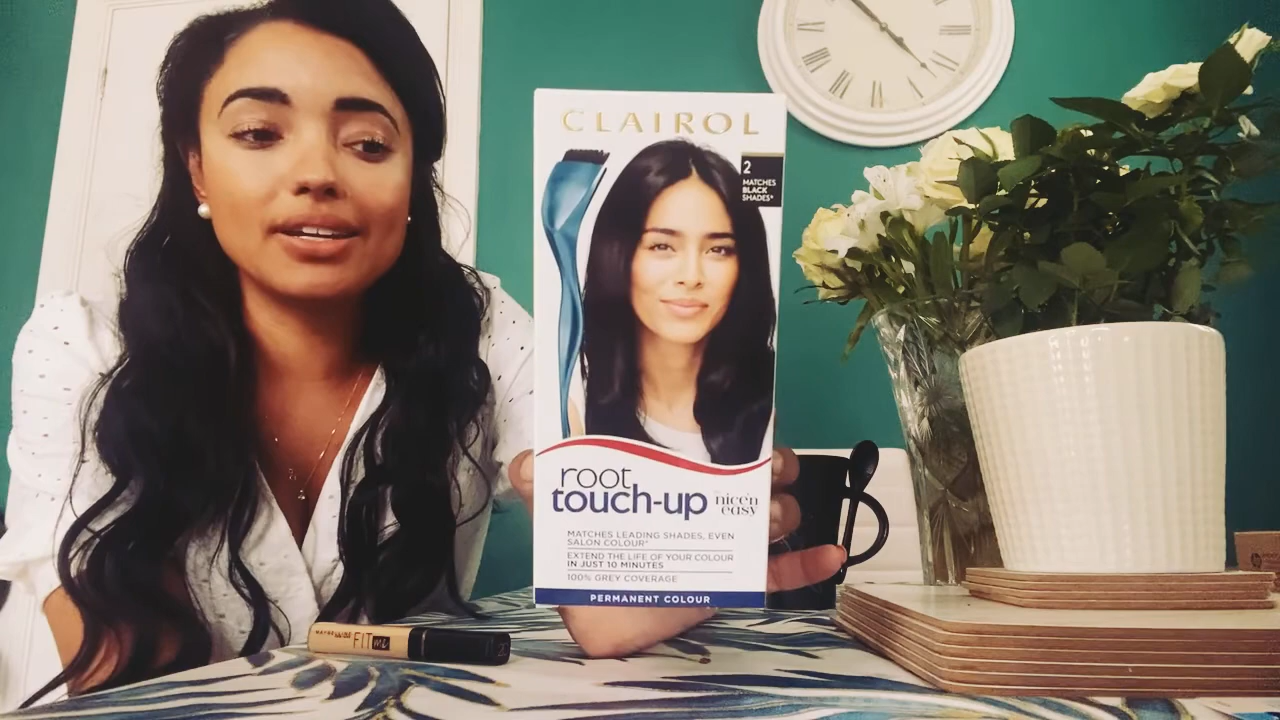 CLAIROL
2
MATCHES
BLACK
SHADES*
root
touch-up
nice'n
easy
MATCHES LEADING SHADES, EVEN
SALON COLOUR*
EXTEND THE LIFE OF YOUR COLOUR
IN JUST 10 MINUTES
100% GREY COVERAGE
PERMANENT COLOUR
MAYBELLINE FIT me